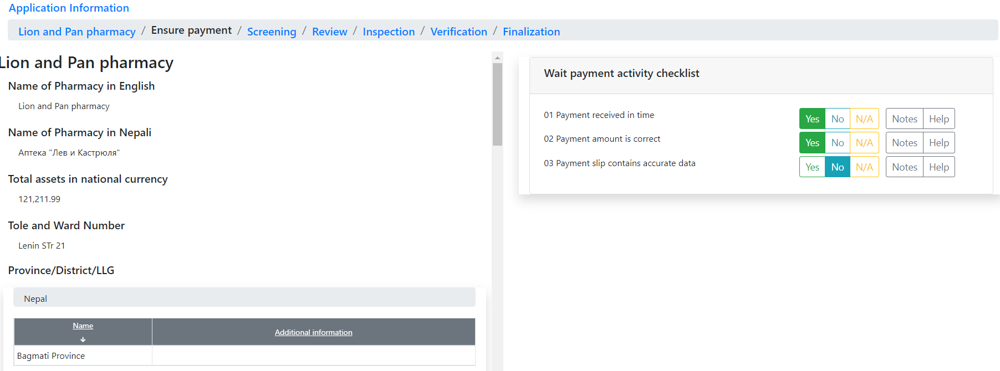 Application Information
Lion and Pan pharmacy / Ensure payment / Screening / Review / Inspection / Verification / Finalization
Lion and Pan pharmacy
Name of Pharmacy in English
Lion and Pan pharmacy
Name of Pharmacy in Nepali
Аптека "Лев и Кастрюля"
Total assets in national currency
121,211.99
Tole and Ward Number
Lenin STr 21
Province/District/LLG
Nepal
Name Additional information
Bagmati Province
Wait payment activity checklist
01 Payment received in time Yes No N/A Notes Help
02 Payment amount is correct Yes No N/A Notes Help
03 Payment slip contains accurate data Yes No N/A Notes Help